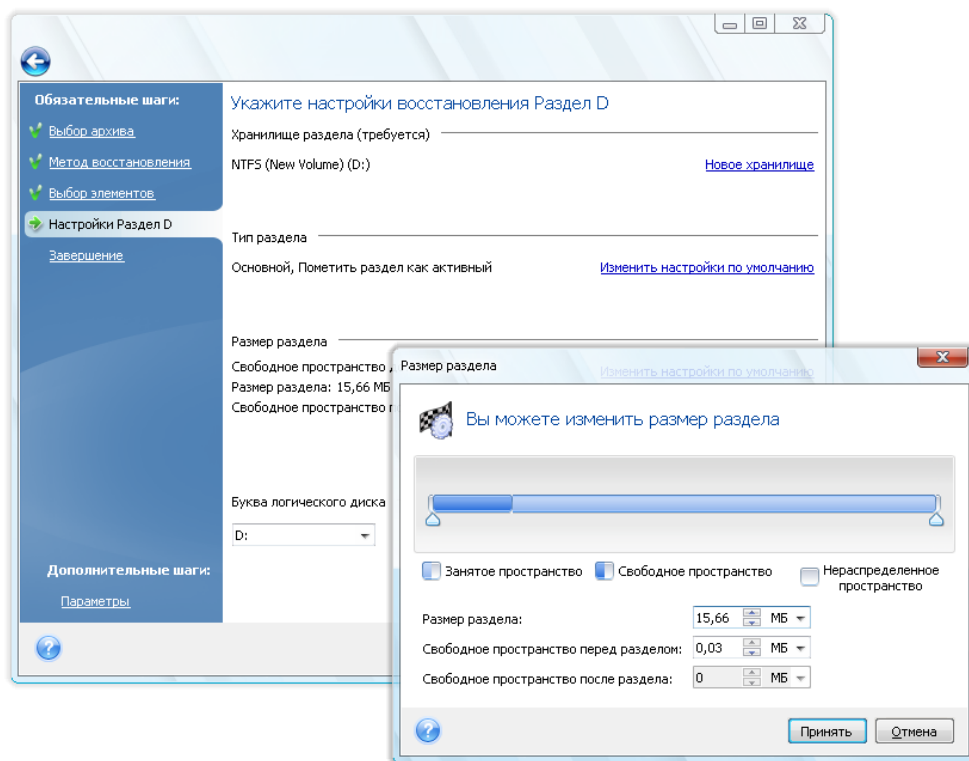 Обязательные шаги:
Выбор архива
Метод восстановления
Выбор элементов
Настройки Раздел D
Завершение
Дополнительные шаги:
Параметры
Укажите настройки восстановления Раздел D
Хранилище раздела (требуется)
NTFS (New Volume) (D:)
Новое хранилище
Тип раздела
Основной, Пометить раздел как активный
Изменить настройки по умолчанию
Размер раздела
Свободное пространство
Изменить настройки по умолчанию
Размер раздела: 15,66 МБ
Свободное пространство
Буква логического диска
D:
Размер раздела
Вы можете изменить размер раздела
Занятое пространство
Свободное пространство
Нераспределенное
пространство
Размер раздела: 15,66 МБ
Свободное пространство перед разделом: 0,03 МБ
Свободное пространство после раздела: 0 МБ
Принять
Отмена